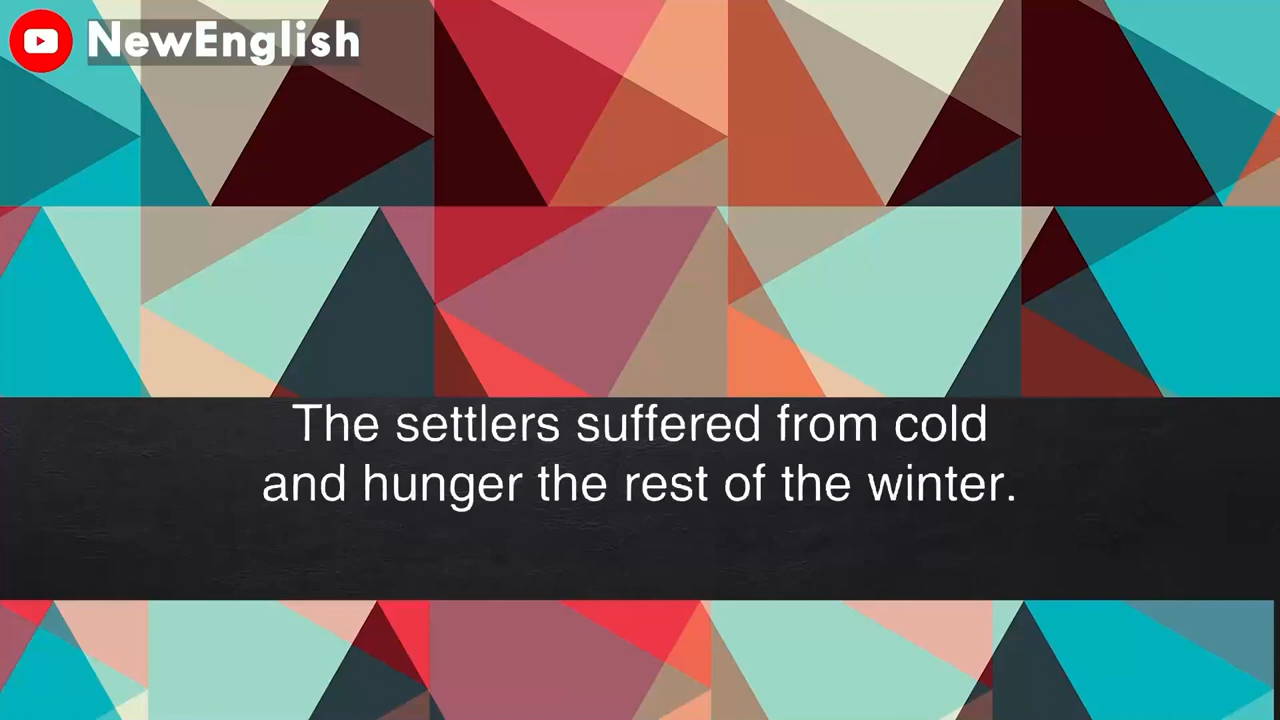 NewEnglish
The settlers suffered from cold
and hunger the rest of the winter.